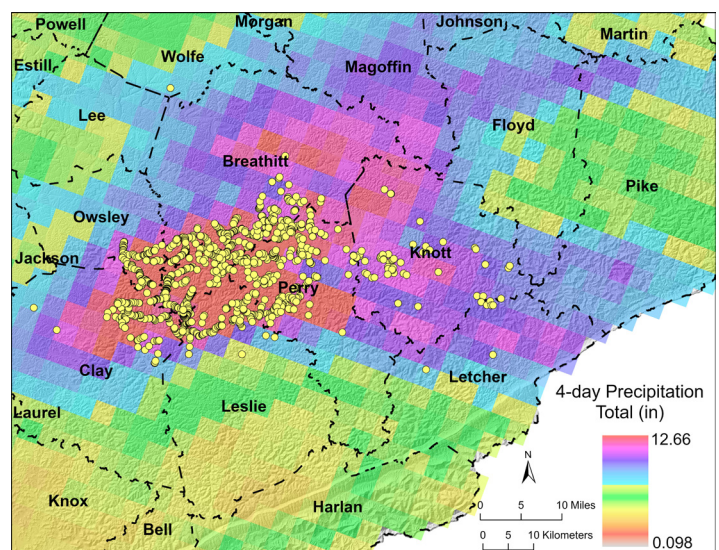 Powell
Morgan
Johnson
Martin
Estill
Wolfe
Magoffin
Lee
Floyd
Breathitt
Pike
Owsley
Knott
Jackson
Perry
Clay
Letcher
4-day Precipitation
Total (in)
Laurel
Leslie
12.66
N
Knox
Harlan
0 5 10 Miles
Bell
0 5 10 Kilometers
0.098